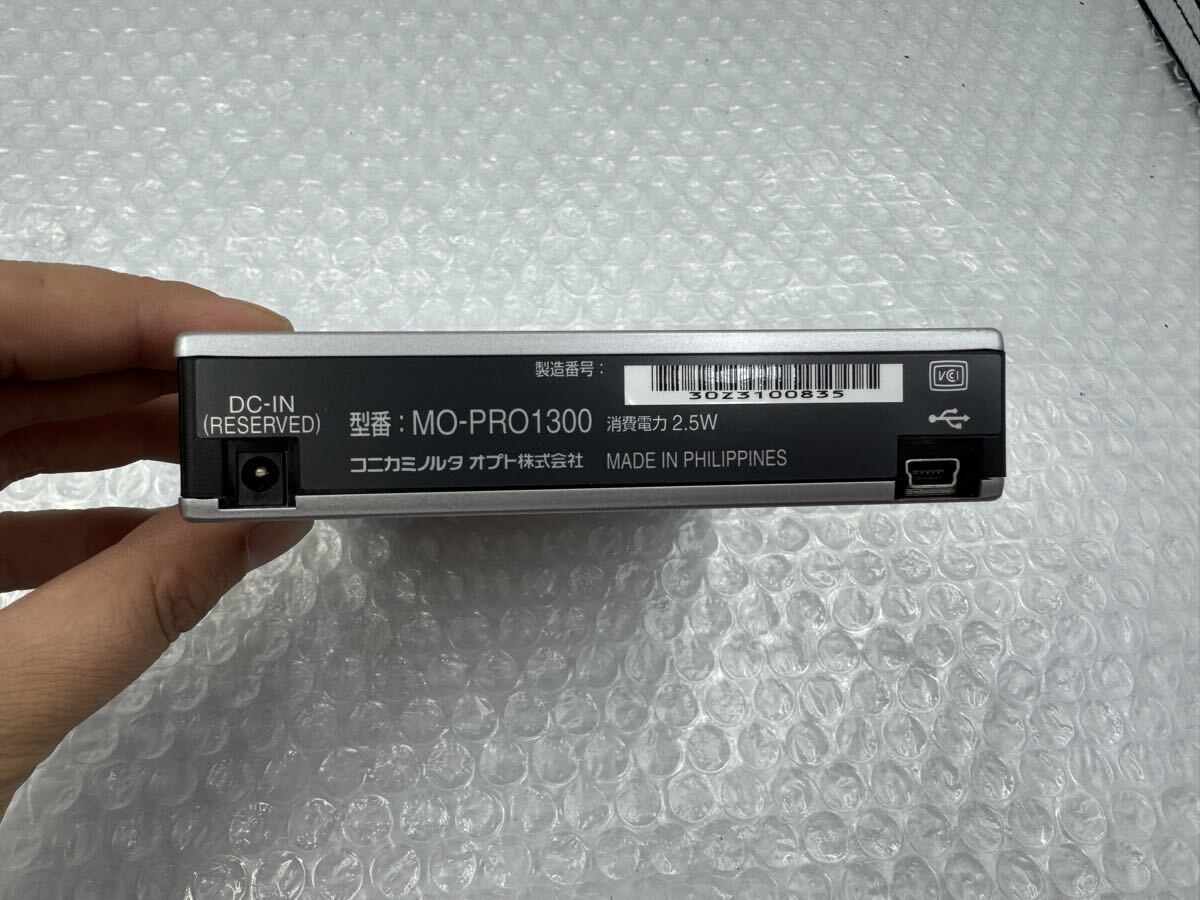 製造番号：
30Z3100835
VCI
DC-IN
(RESERVED)
型番：MO-PRO1300 消費電力 2.5W
コニカミノルタ オプト株式会社 MADE IN PHILIPPINES